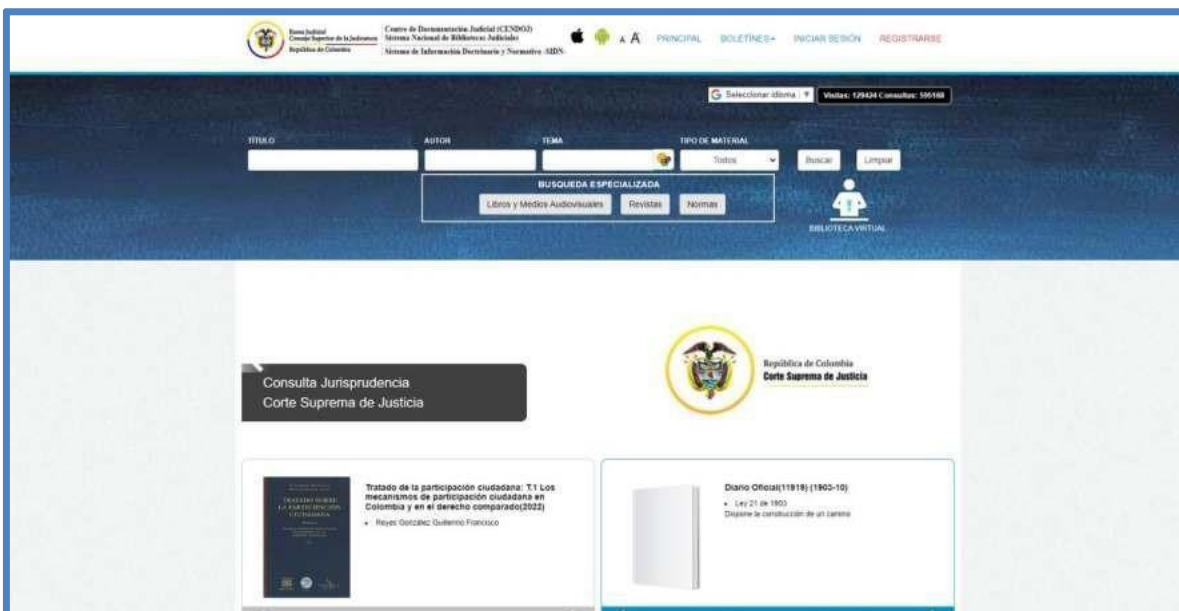 Rama Judicial
Consejo Superior de la Judicatura
República de Colombia
Centro de Documentación Judicial (CENDOJ)
Sistema Nacional de Bibliotecas Judiciales
Sistema de Información Doctrinario y Normativo -SIDN-
A A PRINCIPAL BOLETÍNES INICIAR SESIÓN REGISTRARSE
G Seleccionar idioma ▼ Visitas: 129424 Consultas: 595168
TÍTULO AUTOR TEMA TIPO DE MATERIAL
Todos Buscar Limpiar
BUSQUEDA ESPECIALIZADA
Libros y Medios Audiovisuales Revistas Normas
BIBLIOTECA VIRTUAL
Consulta Jurisprudencia
Corte Suprema de Justicia
República de Colombia
Corte Suprema de Justicia
TRATADO SOBRE
LA PARTICIPACIÓN
CIUDADANA
Tratado de la participación ciudadana: T.1 Los
mecanismos de participación ciudadana en
Colombia y en el derecho comparado(2022)
• Reyes González Guillermo Francisco
Diario Oficial(11919) (1903-10)
• Ley 21 de 1903
Dispone la construcción de un camino